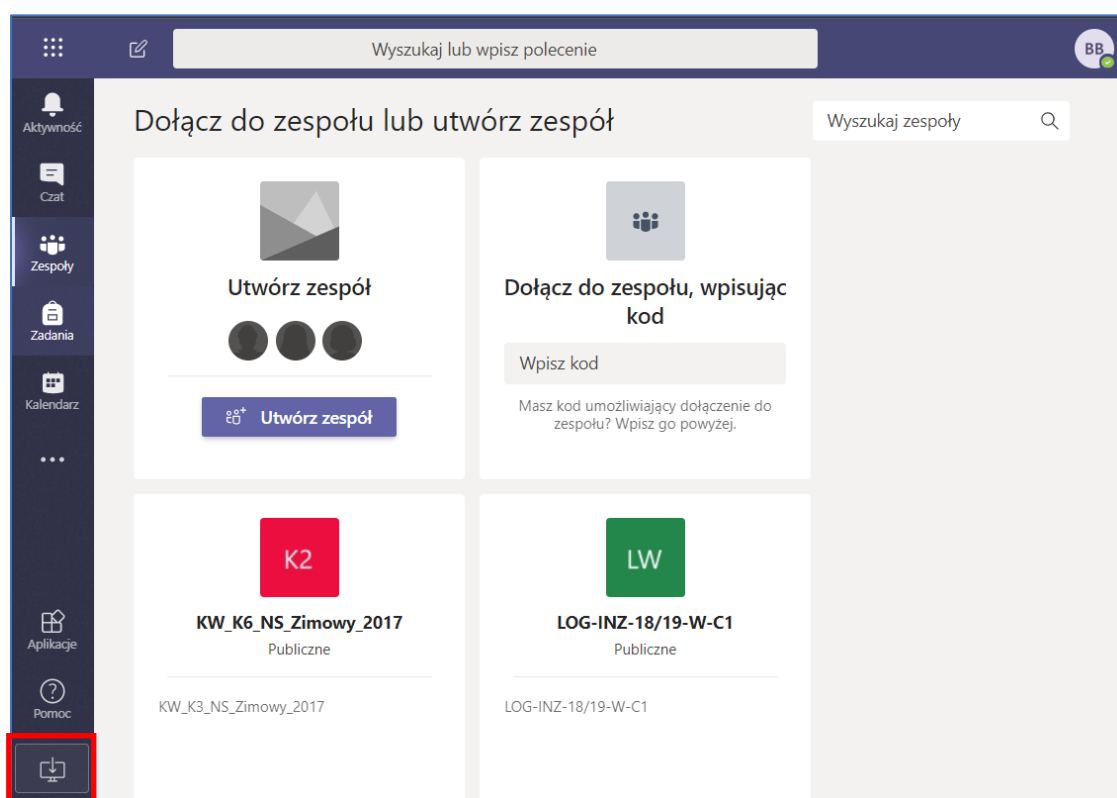 Wyszukaj lub wpisz polecenie
BB
Aktywność
Czat
Zespoły
Zadania
Kalendarz
Aplikacje
Pomoc
Dołącz do zespołu lub utwórz zespół
Wyszukaj zespoły
Utwórz zespół
Utwórz zespół
Dołącz do zespołu, wpisując
kod
Wpisz kod
Masz kod umożliwiający dołączenie do
zespołu? Wpisz go powyżej.
K2
KW_K6_NS_Zimowy_2017
Publiczne
KW_K3_NS_Zimowy_2017
LW
LOG-INZ-18/19-W-C1
Publiczne
LOG-INZ-18/19-W-C1